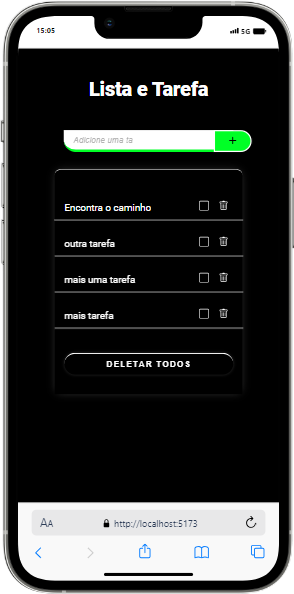 15:05
5G
Lista e Tarefa
Adicione uma ta
+
Encontra o caminho
outra tarefa
mais uma tarefa
mais tarefa
DELETAR TODOS
AA
http://localhost:5173